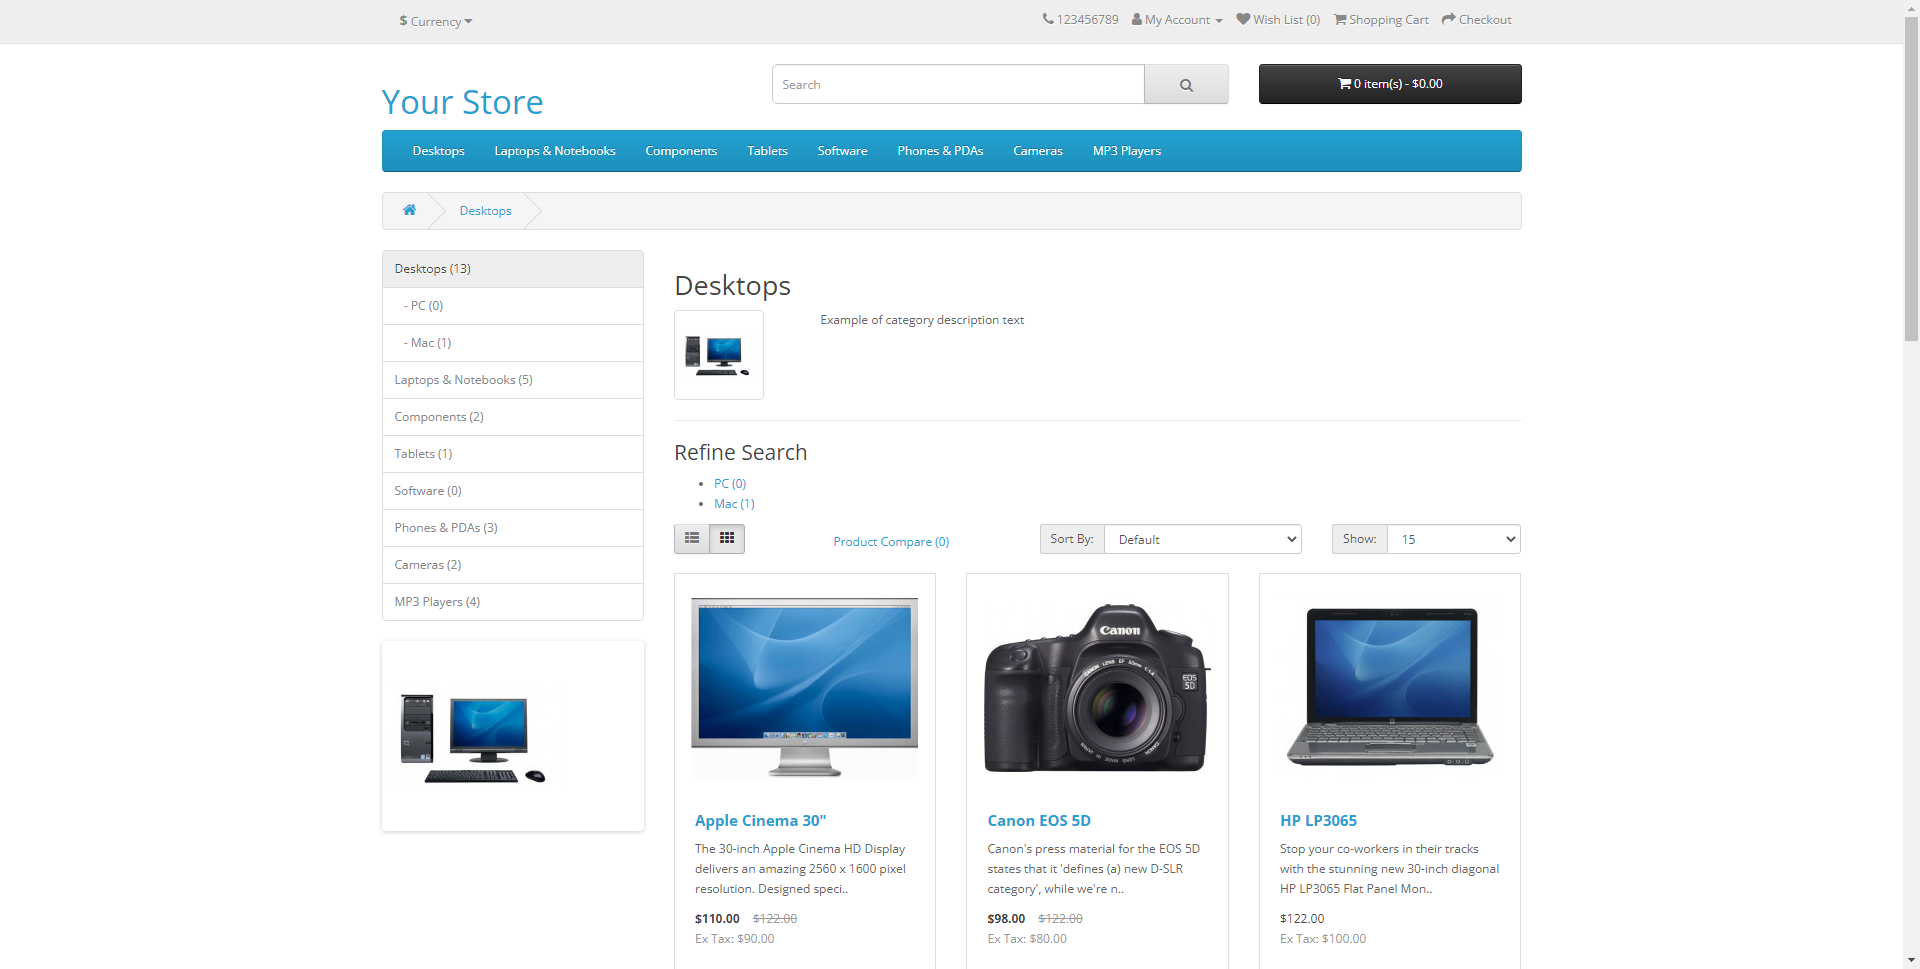 $ Currency
123456789 My Account Wish List (0) Shopping Cart Checkout
Your Store
Search
0 item(s) - $0.00
Desktops Laptops & Notebooks Components Tablets Software Phones & PDAs Cameras MP3 Players
Desktops
Desktops (13)
- PC (0)
- Mac (1)
Laptops & Notebooks (5)
Components (2)
Tablets (1)
Software (0)
Phones & PDAs (3)
Cameras (2)
MP3 Players (4)
Desktops
Example of category description text
Refine Search
PC (0)
Mac (1)
Product Compare (0)
Sort By: Default
Show: 15
Apple Cinema 30"
The 30-inch Apple Cinema HD Display
delivers an amazing 2560 x 1600 pixel
resolution. Designed speci..
$110.00 $122.00
Ex Tax: $90.00
Canon
EOS
5D
Canon EOS 5D
Canon's press material for the EOS 5D
states that it 'defines (a) new D-SLR
category', while we're n..
$98.00 $122.00
Ex Tax: $80.00
HP LP3065
Stop your co-workers in their tracks
with the stunning new 30-inch diagonal
HP LP3065 Flat Panel Mon..
$122.00
Ex Tax: $100.00